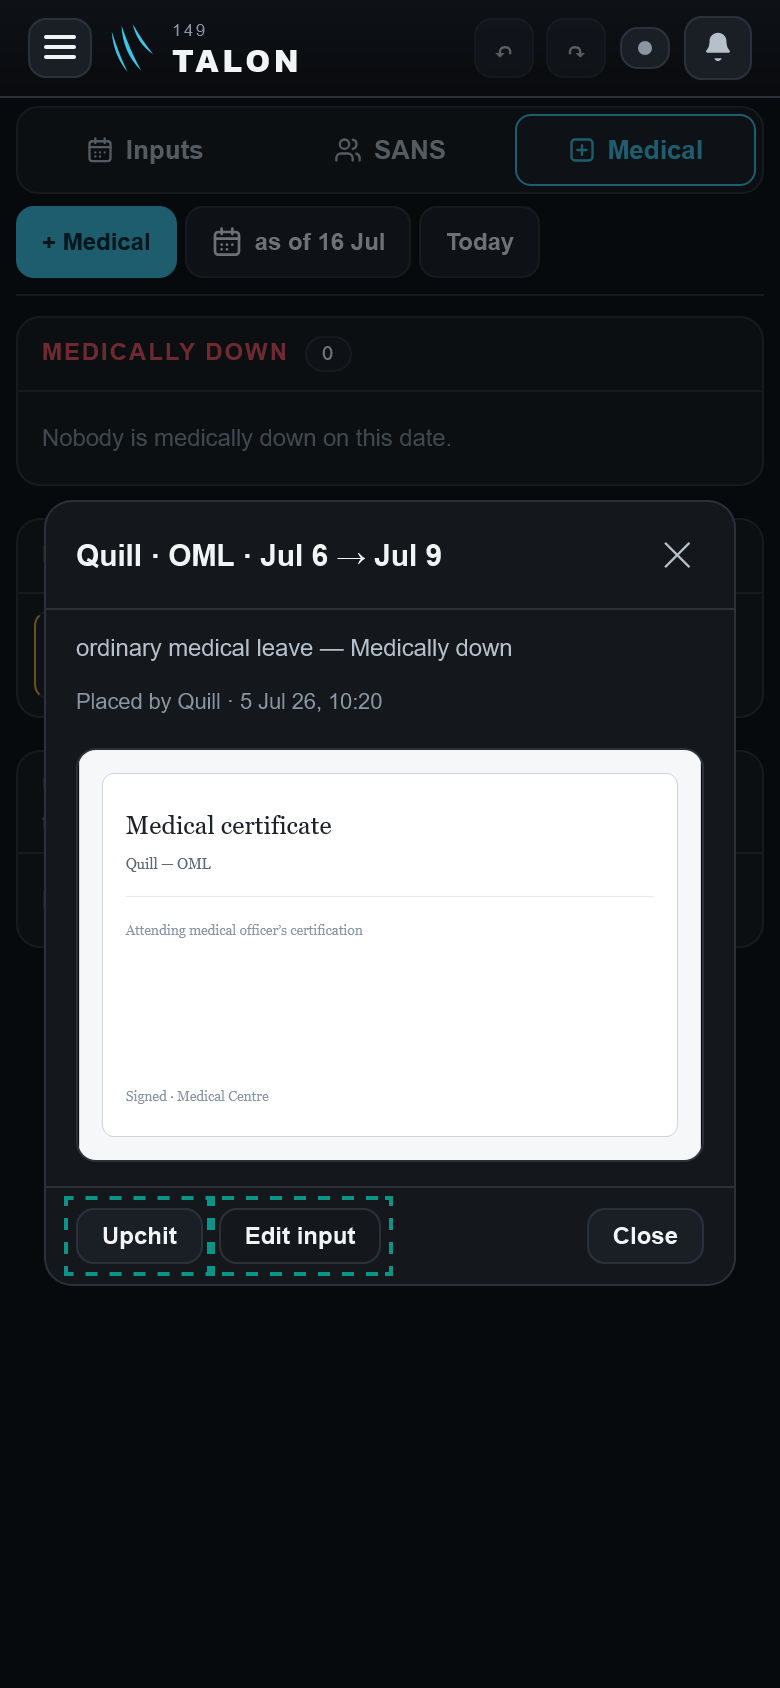 149
TALON
Inputs
SANS
Medical
+ Medical
as of 16 Jul
Today
MEDICALLY DOWN 0
Nobody is medically down on this date.
Quill · OML · Jul 6 → Jul 9
ordinary medical leave — Medically down
Placed by Quill · 5 Jul 26, 10:20
Medical certificate
Quill — OML
Attending medical officer's certification
Signed · Medical Centre
Upchit
Edit input
Close